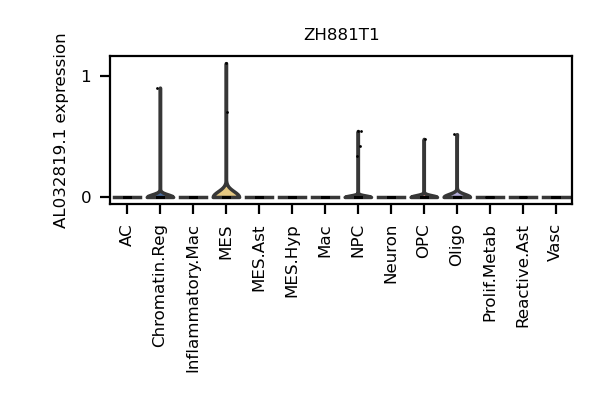 ZH881T1
AL032819.1 expression
1
0
AC
Chromatin.Reg
Inflammatory.Mac
MES
MES.Ast
MES.Hyp
Mac
NPC
Neuron
OPC
Oligo
Prolif.Metab
Reactive.Ast
Vasc